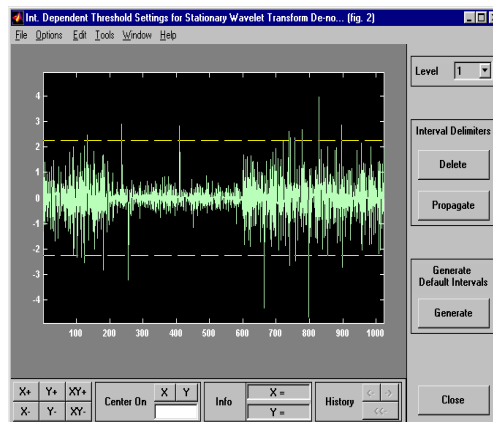 Int. Dependent Threshold Settings for Stationary Wavelet Transform De-no... (fig. 2)
File Options Edit Tools Window Help
Level 1
4
3
2
1
0
-1
-2
-3
-4
100 200 300 400 500 600 700 800 900 1000
Interval Delimiters
Delete
Propagate
Generate
Default Intervals
Generate
Close
X+ Y+ XY+
X- Y- XY-
Center On X Y
Info X =
Y =
History <- ->
<<-